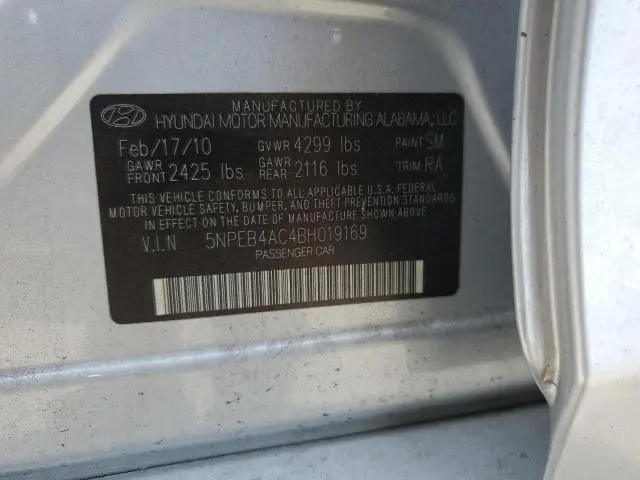 MANUFACTURED BY
HYUNDAI MOTOR MANUFACTURING ALABAMA, LLC
Feb/17/10 GVWR 4299 lbs PAINT SM
GAWR FRONT 2425 lbs GAWR REAR 2116 lbs TRIM RA
THIS VEHICLE CONFORMS TO ALL APPLICABLE U.S.A. FEDERAL
MOTOR VEHICLE SAFETY, BUMPER, AND THEFT PREVENTION STANDARDS
IN EFFECT ON THE DATE OF MANUFACTURE SHOWN ABOVE
V.I.N 5NPEB4AC4BH019169
PASSENGER CAR